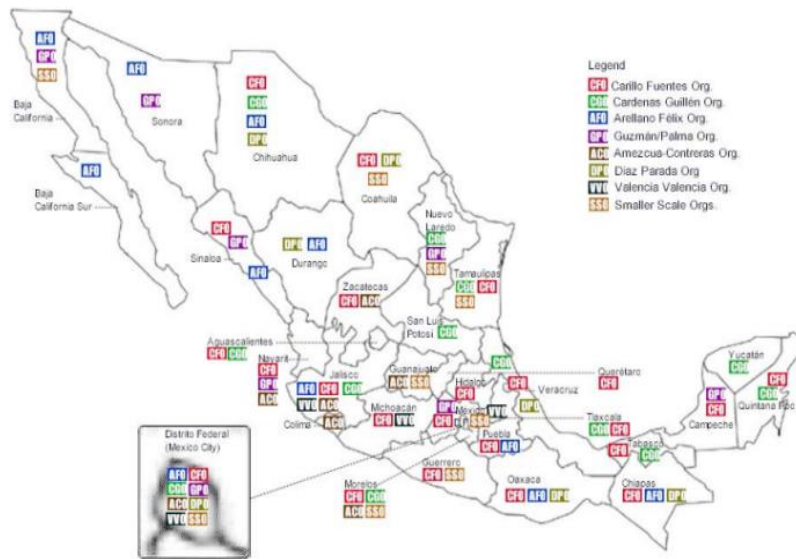 Legend
CFO Carillo Fuentes Org.
CGO Cardenas Guillén Org.
AFO Arellano Félix Org.
GPO Guzmán/Palma Org.
ACO Amezcua-Contreras Org.
DPO Díaz Parada Org
VVO Valencia Valencia Org.
SSO Smaller Scale Orgs.
AFO
GPO
SSO
Baja
California
AFO
GPO
Sonora
CFO
CGO
AFO
DPO
Chihuahua
AFO
Baja
California Sur
CFO DPO
SSO
Coahuila
Nuevo
Laredo
CGO
GPO
SSO
CFO
GPO
Sinaloa
AFO
DPO AFO
Durango
Zacatecas
CFO ACO
Tamaulipas
CGO CFO
SSO
San Luis
Potosi
CGO
Aguascalientes
CFO CGO
Nayarit
CFO
GPO
ACO
Jalisco
AFO CFO CGO
VVO ACO
Colima
ACO
Guanajuato
ACO SSO
Michoacán
CFO VVO
CGO
Querétaro
CFO
Hidalgo
CFO
CFO
Veracruz
DPO
GPO
CFO
SSO
VVO
Tlaxcala
CGO CFO
Puebla
CFO AFO
Guerrero
CFO SSO
Morelos
CFO CGO
ACO SSO
Oaxaca
CFO AFO DPO
CFO
Tabasco
CGO
Chiapas
CFO AFO DPO
GPO
CFO
Campeche
Yucatán
CGO
CFO
CGO
Quintana Roo
Distrito Federal
(Mexico City)
AFO CFO
CGO GPO
ACO DPO
VVO SSO